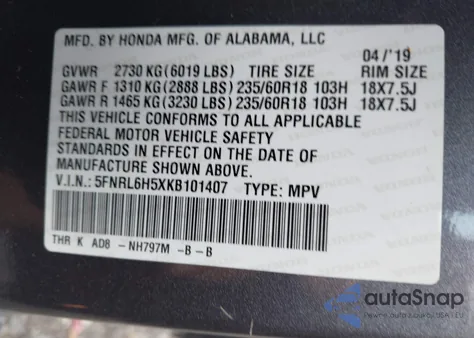 MFD. BY HONDA MFG. OF ALABAMA, LLC
04/'19
GVWR 2730 KG(6019 LBS) TIRE SIZE RIM SIZE
GAWR F 1310 KG(2888 LBS)235/60R18 103H 18X7.5J
GAWR R 1465 KG(3230 LBS)235/60R18 103H 18X7.5J
THIS VEHICLE CONFORMS TO ALL APPLICABLE
FEDERAL MOTOR VEHICLE SAFETY
STANDARDS IN EFFECT ON THE DATE OF
MANUFACTURE SHOWN ABOVE.
V.I.N.: 5FNRL6H5XKB101407 TYPE: MPV
THR K AD8 -NH797M -B -B
autoSnap